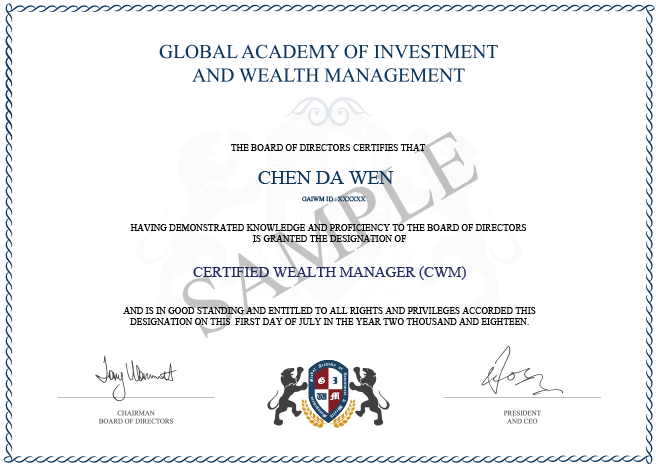 GLOBAL ACADEMY OF INVESTMENT
AND WEALTH MANAGEMENT
THE BOARD OF DIRECTORS CERTIFIES THAT
CHEN DA WEN
GAIWM ID.: XXXXXX
SAMPLE
HAVING DEMONSTRATED KNOWLEDGE AND PROFICIENCY TO THE BOARD OF DIRECTORS
IS GRANTED THE DESIGNATION OF
CERTIFIED WEALTH MANAGER (CWM)
AND IS IN GOOD STANDING AND ENTITLED TO ALL RIGHTS AND PRIVILEGES ACCORDED THIS
DESIGNATION ON THIS FIRST DAY OF JULY IN THE YEAR TWO THOUSAND AND EIGHTEEN.
G I
W M
CHAIRMAN
BOARD OF DIRECTORS
PRESIDENT
AND CEO